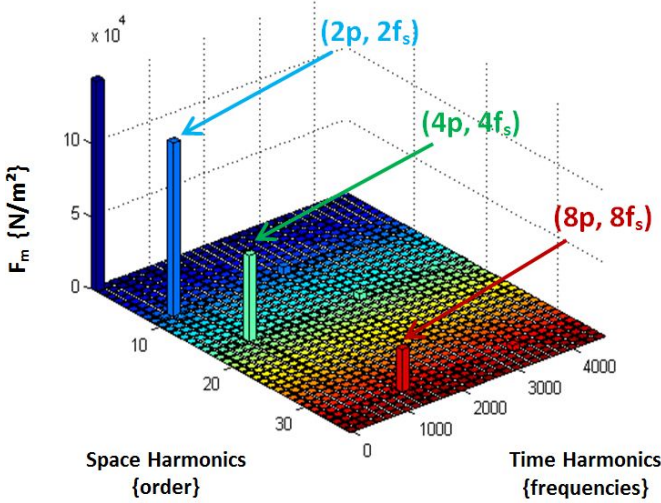 x 10⁴
(2p, 2fₛ)
(4p, 4fₛ)
(8p, 8fₛ)
10
5
0
Fₘ {N/m²}
10
20
30
0
1000
2000
3000
4000
Space Harmonics
{order}
Time Harmonics
{frequencies}